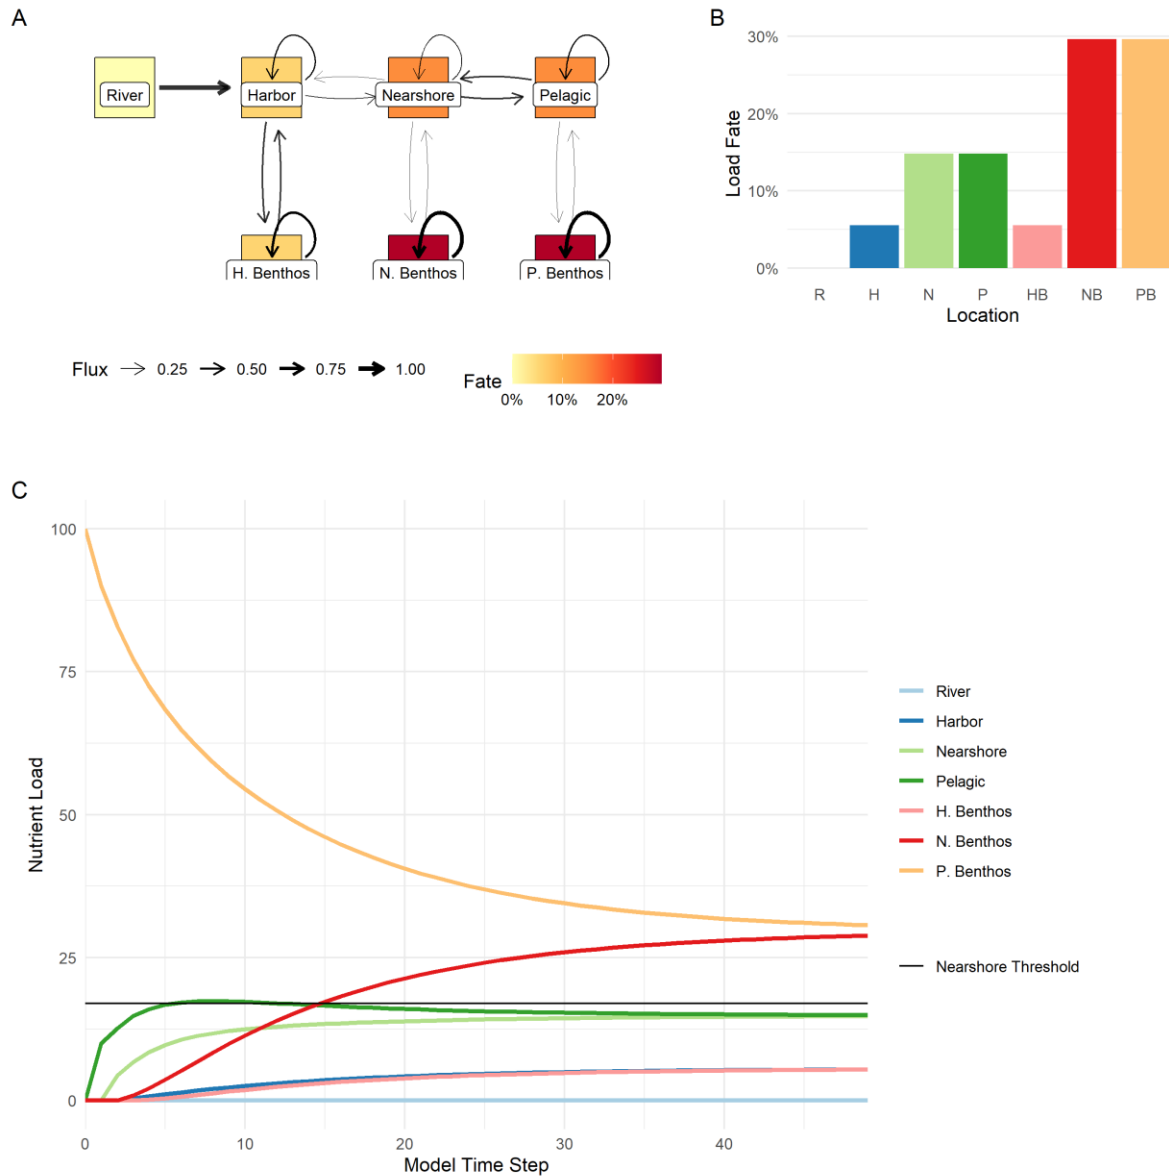 A
River
Harbor
Nearshore
Pelagic
H. Benthos
N. Benthos
P. Benthos
Flux 0.25 0.50 0.75 1.00
Fate
0% 10% 20%
B
30%
20%
10%
0%
Load Fate
R H N P HB NB PB
Location
C
100
75
50
25
0
Nutrient Load
0 10 20 30 40
Model Time Step
River
Harbor
Nearshore
Pelagic
H. Benthos
N. Benthos
P. Benthos
Nearshore Threshold